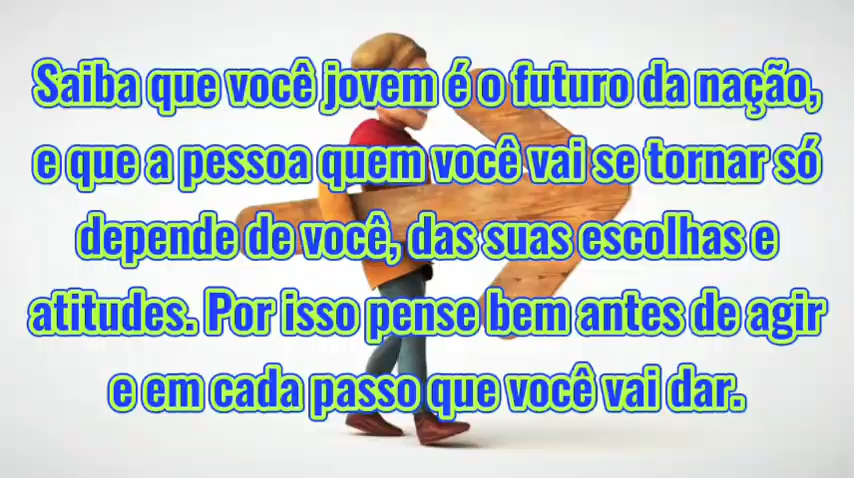 Saiba que você jovem é o futuro da nação,
e que a pessoa quem você vai se tornar só
depende de você, das suas escolhas e
atitudes. Por isso pense bem antes de agir
e em cada passo que você vai dar.